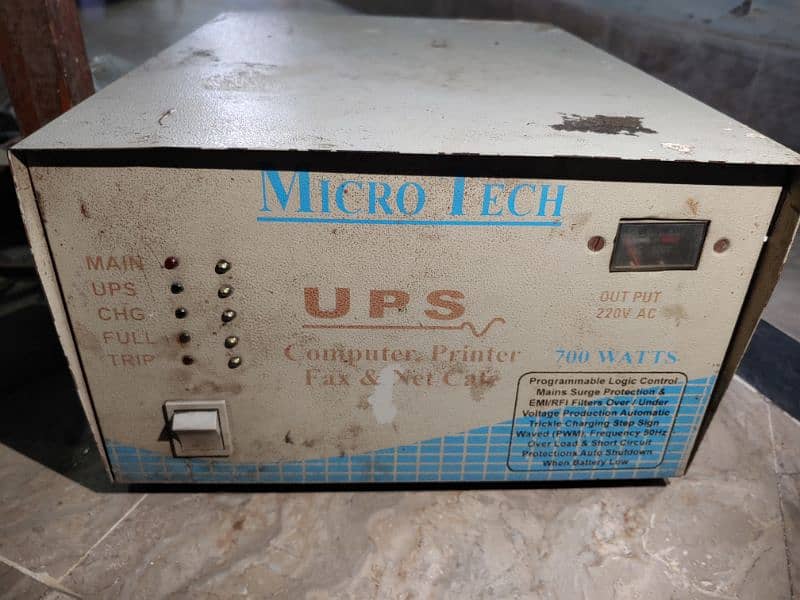 MICRO TECH
MAIN
UPS
CHG
FULL
TRIP
UPS
Computer, Printer
Fax & Net Cafe
OUT PUT
220V AC
700 WATTS
Programmable Logic Control
Mains Surge Protection &
EMI/RFI Filters Over / Under
Voltage Production Automatic
Trickle Charging Step Sign
Waved (PWM), Frequency 50Hz
Over Load & Short Circuit
Protections Auto Shutdown
When Battery Low